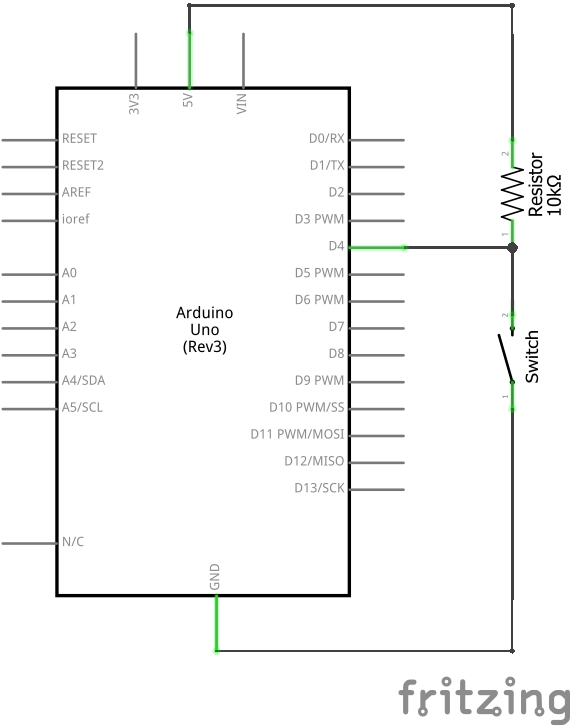 3V3
5V
VIN
RESET
RESET2
AREF
ioref
A0
A1
A2
A3
A4/SDA
A5/SCL
N/C
Arduino
Uno
(Rev3)
D0/RX
D1/TX
D2
D3 PWM
D4
D5 PWM
D6 PWM
D7
D8
D9 PWM
D10 PWM/SS
D11 PWM/MOSI
D12/MISO
D13/SCK
GND
2
Resistor
10kΩ
1
2
Switch
1
fritzing